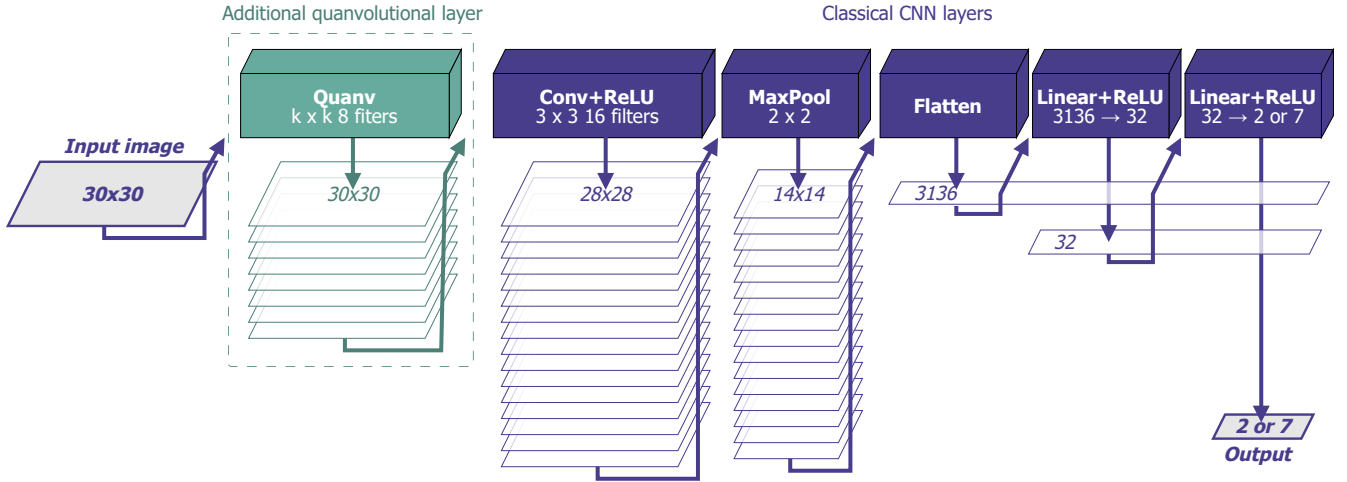 Additional quanvolutional layer
Classical CNN layers
Quanv
k x k 8 fiters
Conv+ReLU
3 x 3 16 filters
MaxPool
2 x 2
Flatten
Linear+ReLU
3136 → 32
Linear+ReLU
32 → 2 or 7
Input image
30x30
30x30
28x28
14x14
3136
32
2 or 7
Output